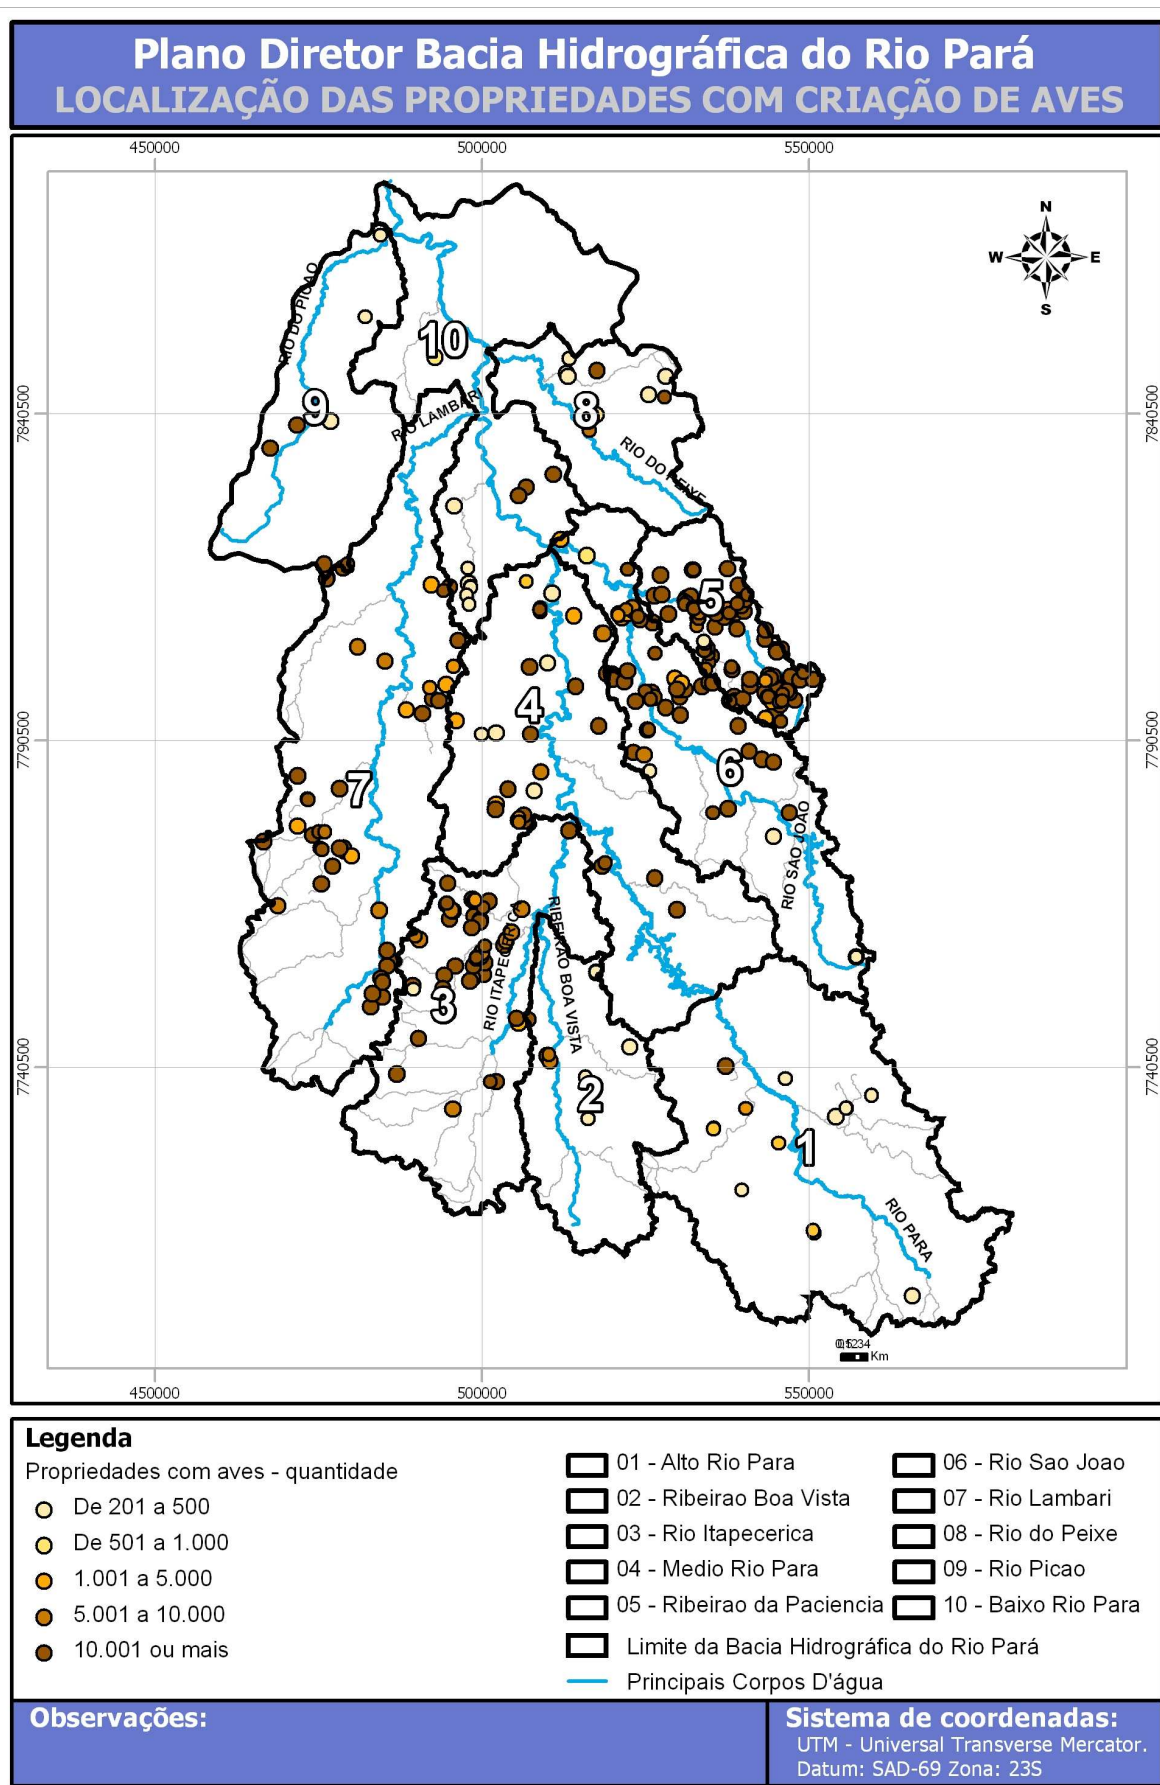 Plano Diretor Bacia Hidrográfica do Rio Pará
LOCALIZAÇÃO DAS PROPRIEDADES COM CRIAÇÃO DE AVES
450000 500000 550000
N
W E
S
7840500 7840500
7790500 7790500
7740500 7740500
RIO DO PICAO
10
9
RIO LAMBARI
8
RIO DO PEIXE
5
4
7
6
RIO SAO JOAO
RIO ITAPECERICA
RIBEIRAO BOA VISTA
3
2
1
RIO PARA
Km
450000 500000 550000
Legenda
Propriedades com aves - quantidade
De 201 a 500
De 501 a 1.000
1.001 a 5.000
5.001 a 10.000
10.001 ou mais
01 - Alto Rio Para
02 - Ribeirao Boa Vista
03 - Rio Itapecerica
04 - Medio Rio Para
05 - Ribeirao da Paciencia
06 - Rio Sao Joao
07 - Rio Lambari
08 - Rio do Peixe
09 - Rio Picao
10 - Baixo Rio Para
Limite da Bacia Hidrográfica do Rio Pará
Principais Corpos D'água
Observações:
Sistema de coordenadas:
UTM - Universal Transverse Mercator.
Datum: SAD-69 Zona: 23S